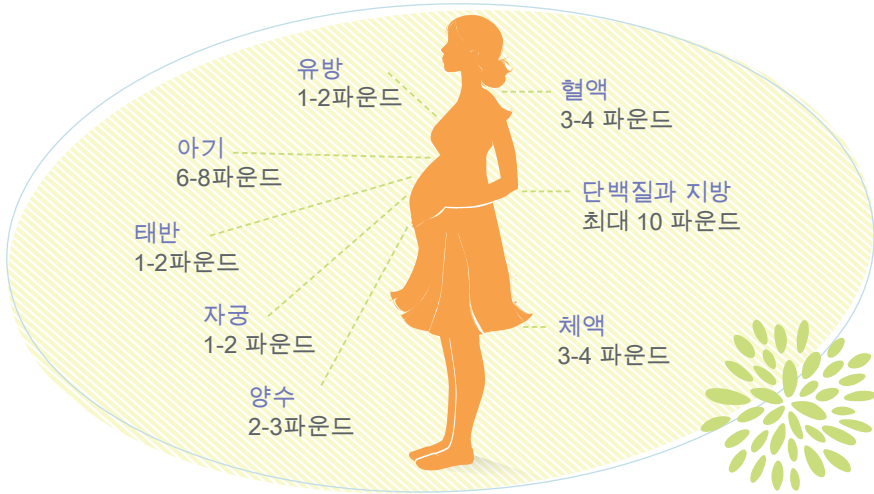 유방
1-2파운드
아기
6-8파운드
태반
1-2파운드
자궁
1-2 파운드
양수
2-3파운드
혈액
3-4 파운드
단백질과 지방
최대 10 파운드
체액
3-4 파운드